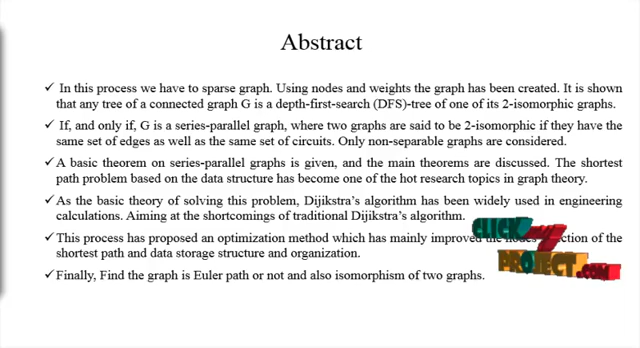 Abstract
✓ In this process we have to sparse graph. Using nodes and weights the graph has been created. It is shown
that any tree of a connected graph G is a depth-first-search (DFS)-tree of one of its 2-isomorphic graphs.
✓ If, and only if, G is a series-parallel graph, where two graphs are said to be 2-isomorphic if they have the
same set of edges as well as the same set of circuits. Only non-separable graphs are considered.
✓ A basic theorem on series-parallel graphs is given, and the main theorems are discussed. The shortest
path problem based on the data structure has become one of the hot research topics in graph theory.
✓ As the basic theory of solving this problem, Dijikstra's algorithm has been widely used in engineering
calculations. Aiming at the shortcomings of traditional Dijikstra's algorithm.
✓ This process has proposed an optimization method which has mainly improved the nodes of the
shortest path and data storage structure and organization.
✓ Finally, Find the graph is Euler path or not and also isomorphism of two graphs.
CLICK
MY
PROJECT.COM